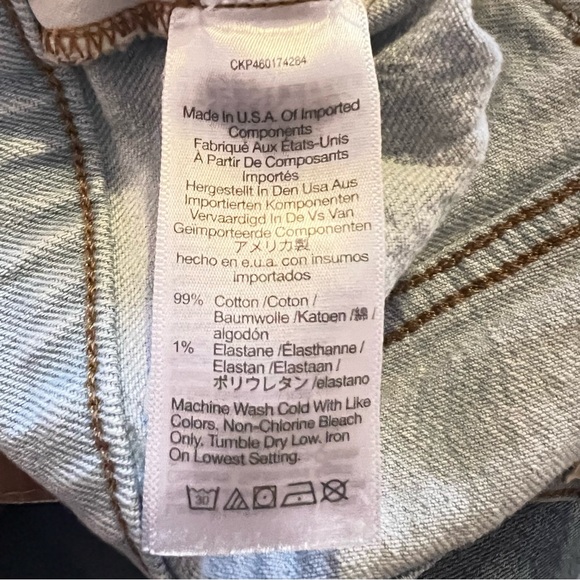 CKP460174284
Made in U.S.A. Of Imported
Components
Fabriqué Aux États-Unis
À Partir De Composants
Importés
Hergestellt In Den Usa Aus
Importierten Komponenten
Vervaardigd In De Vs Van
Geïmporteerde Componenten
アメリカ製
hecho en e.u.a. con insumos
importados
99% Cotton /Coton /
Baumwolle /Katoen /綿 /
algodón
1% Elastane /Élasthanne /
Elastan /Elastaan /
ポリウレタン /elastano
Machine Wash Cold With Like
Colors, Non-Chlorine Bleach
Only. Tumble Dry Low. Iron
On Lowest Setting.
30